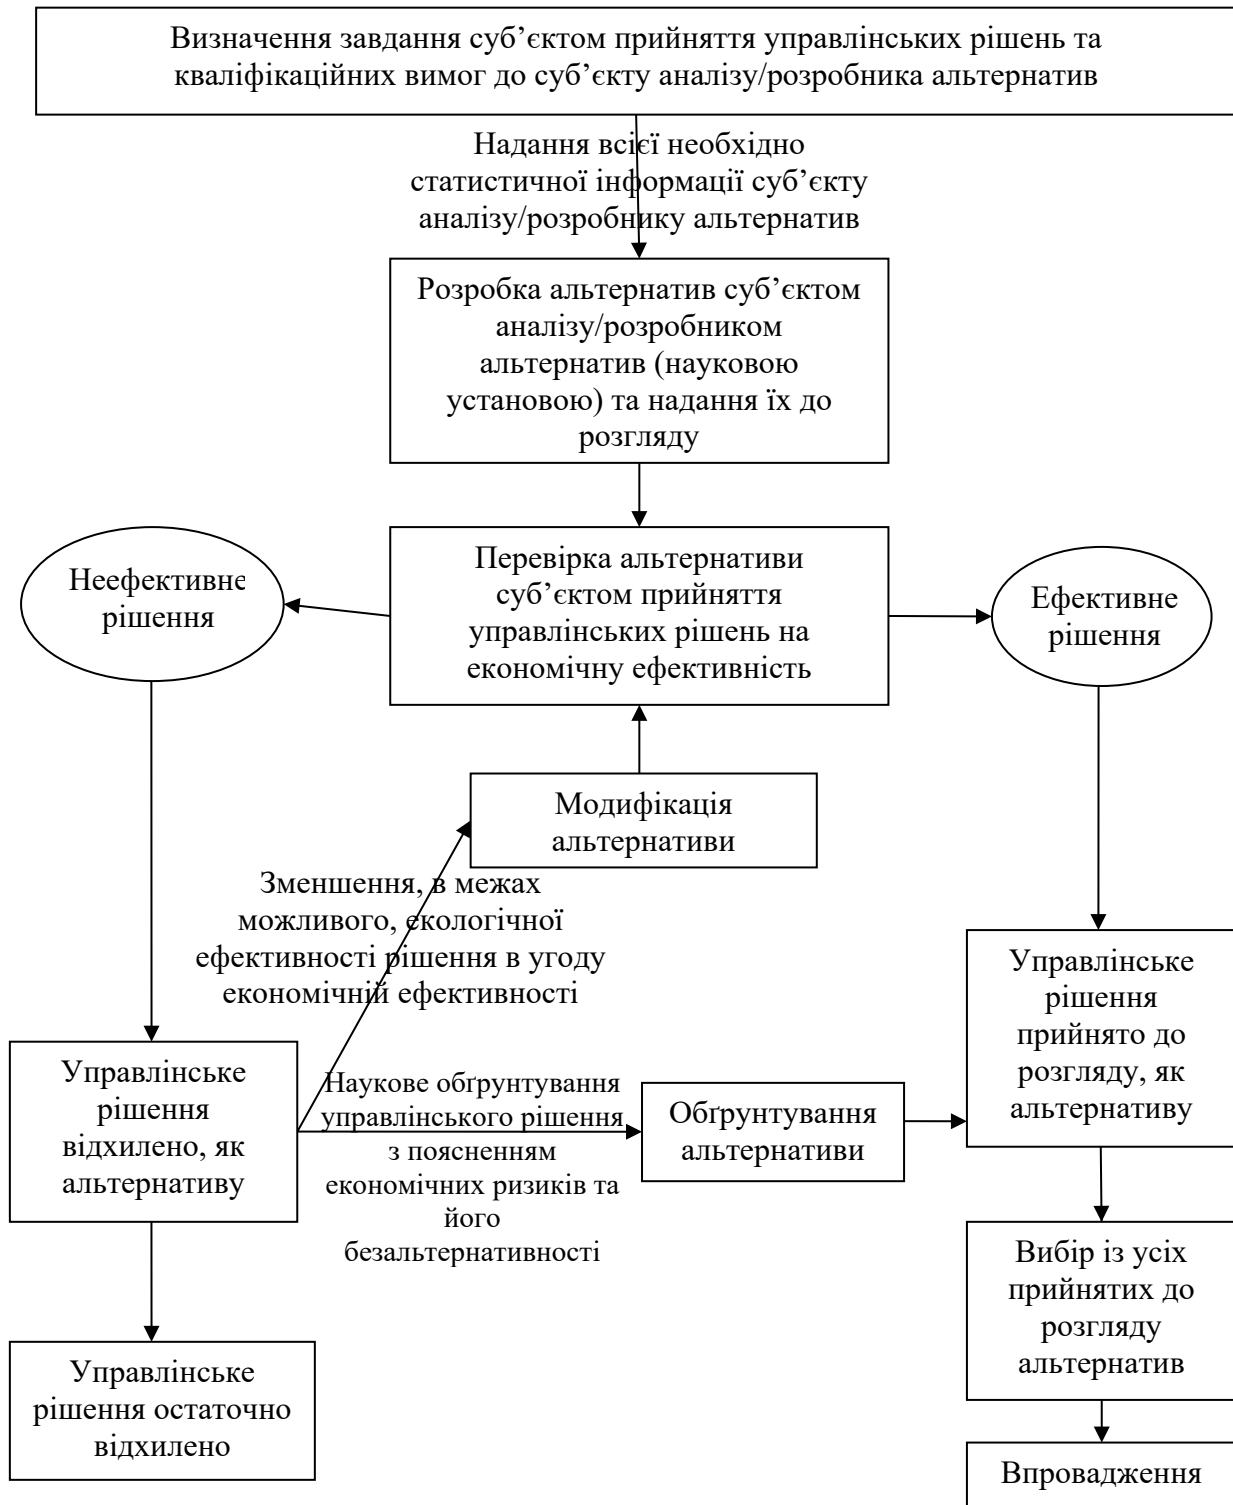 Визначення завдання суб’єктом прийняття управлінських рішень та
кваліфікаційних вимог до суб’єкту аналізу/розробника альтернатив
Надання всієї необхідно
статистичної інформації суб’єкту
аналізу/розробнику альтернатив
Розробка альтернатив суб’єктом
аналізу/розробником
альтернатив (науковою
установою) та надання їх до
розгляду
Неефективне
рішення
Перевірка альтернативи
суб’єктом прийняття
управлінських рішень на
економічну ефективність
Ефективне
рішення
Модифікація
альтернативи
Зменшення, в межах
можливого, екологічної
ефективності рішення в угоду
економічній ефективності
Управлінське
рішення
прийнято до
розгляду, як
альтернативу
Управлінське
рішення
відхилено, як
альтернативу
Наукове обґрунтування
управлінського рішення
з поясненням
економічних ризиків та
його
безальтернативності
Обґрунтування
альтернативи
Вибір із усіх
прийнятих до
розгляду
альтернатив
Управлінське
рішення остаточно
відхилено
Впровадження